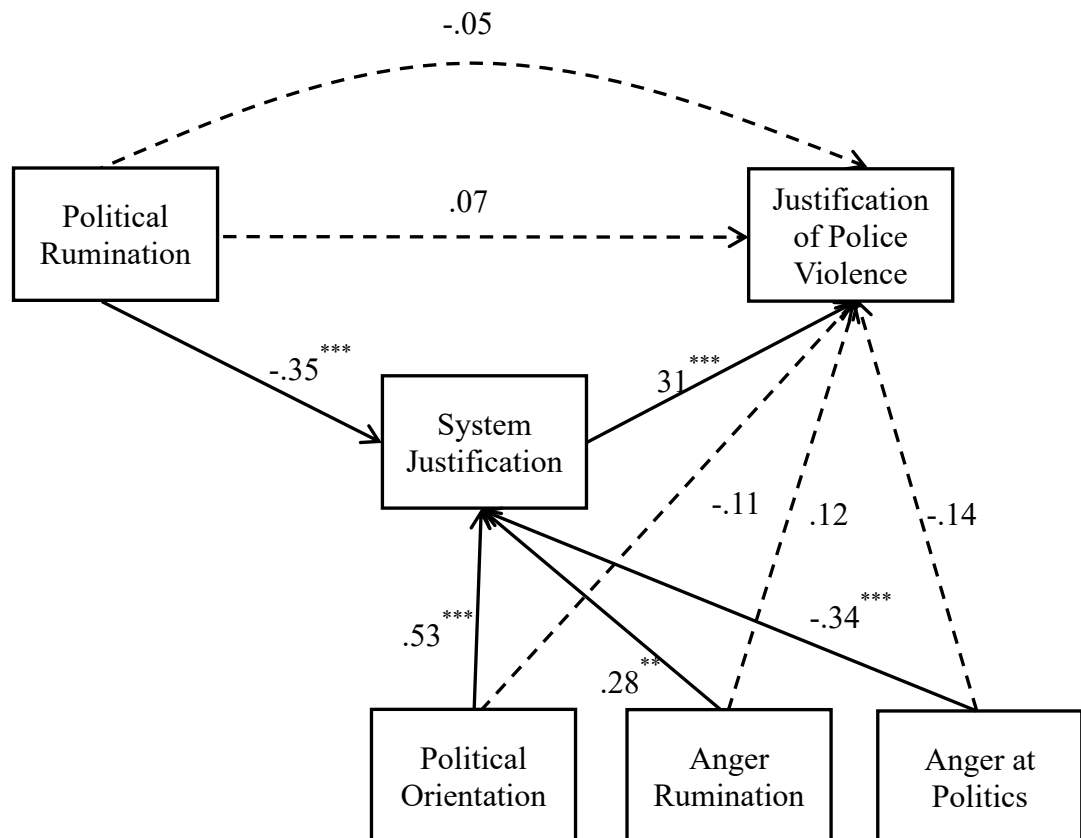 -.05
Political
Rumination
.07
Justification
of Police
Violence
-.35***
31***
System
Justification
-.11
.12
-.14
.53***
.28**
-.34***
Political
Orientation
Anger
Rumination
Anger at
Politics